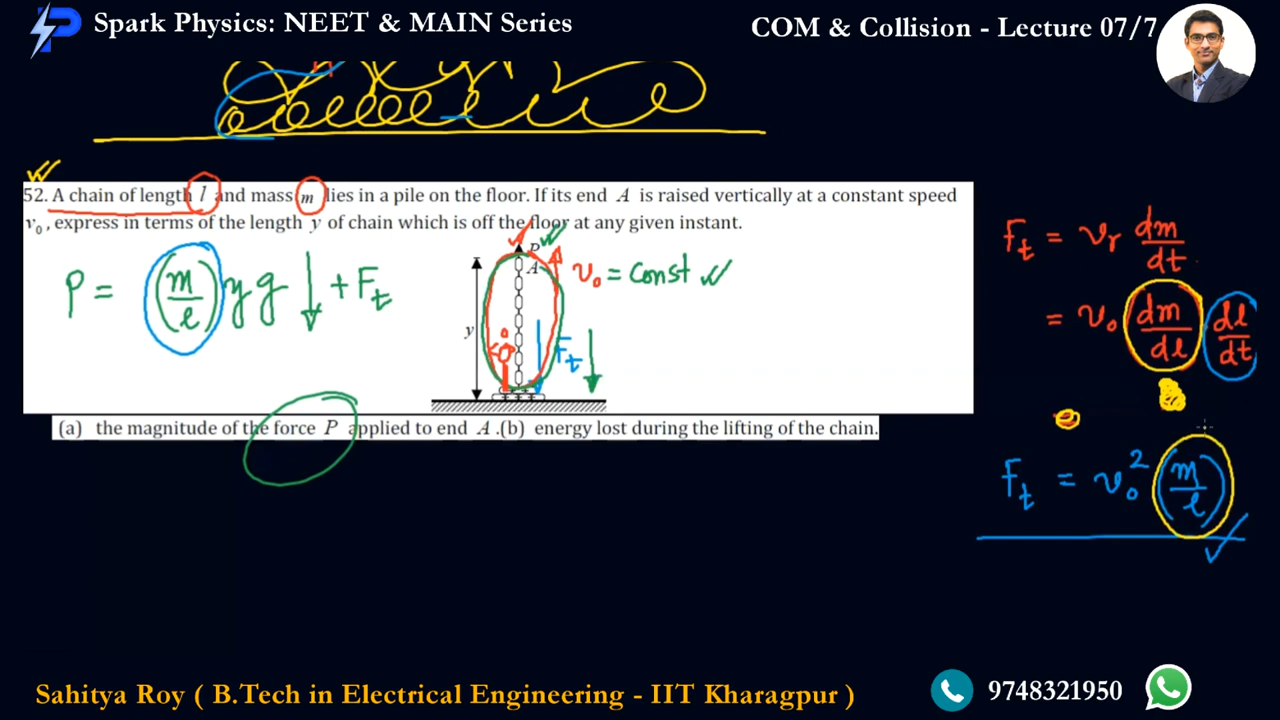 Spark Physics: NEET & MAIN Series
COM & Collision - Lecture 07/7
52. A chain of length l and mass m lies in a pile on the floor. If its end A is raised vertically at a constant speed
v₀, express in terms of the length y of chain which is off the floor at any given instant.
P = (m/l) y g ↓ + Fₜ
P
A
v₀ = const
y
Fₜ
(a) the magnitude of the force P applied to end A .(b) energy lost during the lifting of the chain.
Fₜ = vᵣ dm/dt
= v₀ (dm/dl) dl/dt
Fₜ = v₀² (m/l)
Sahitya Roy ( B.Tech in Electrical Engineering - IIT Kharagpur )
9748321950